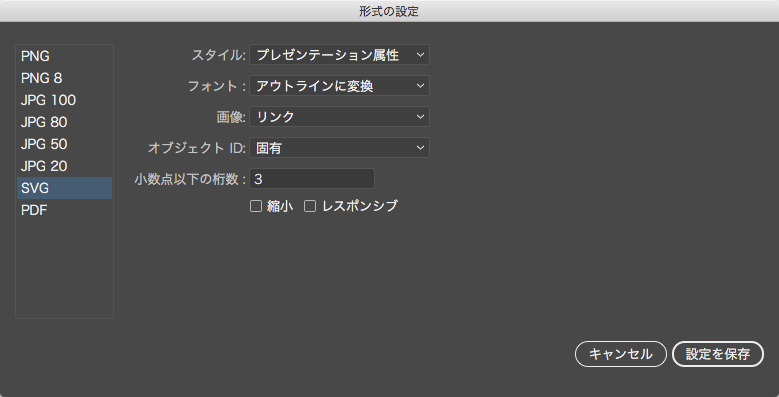 形式の設定
PNG
PNG 8
JPG 100
JPG 80
JPG 50
JPG 20
SVG
PDF
スタイル: プレゼンテーション属性
フォント : アウトラインに変換
画像: リンク
オブジェクト ID: 固有
小数点以下の桁数 : 3
縮小 レスポンシブ
キャンセル 設定を保存